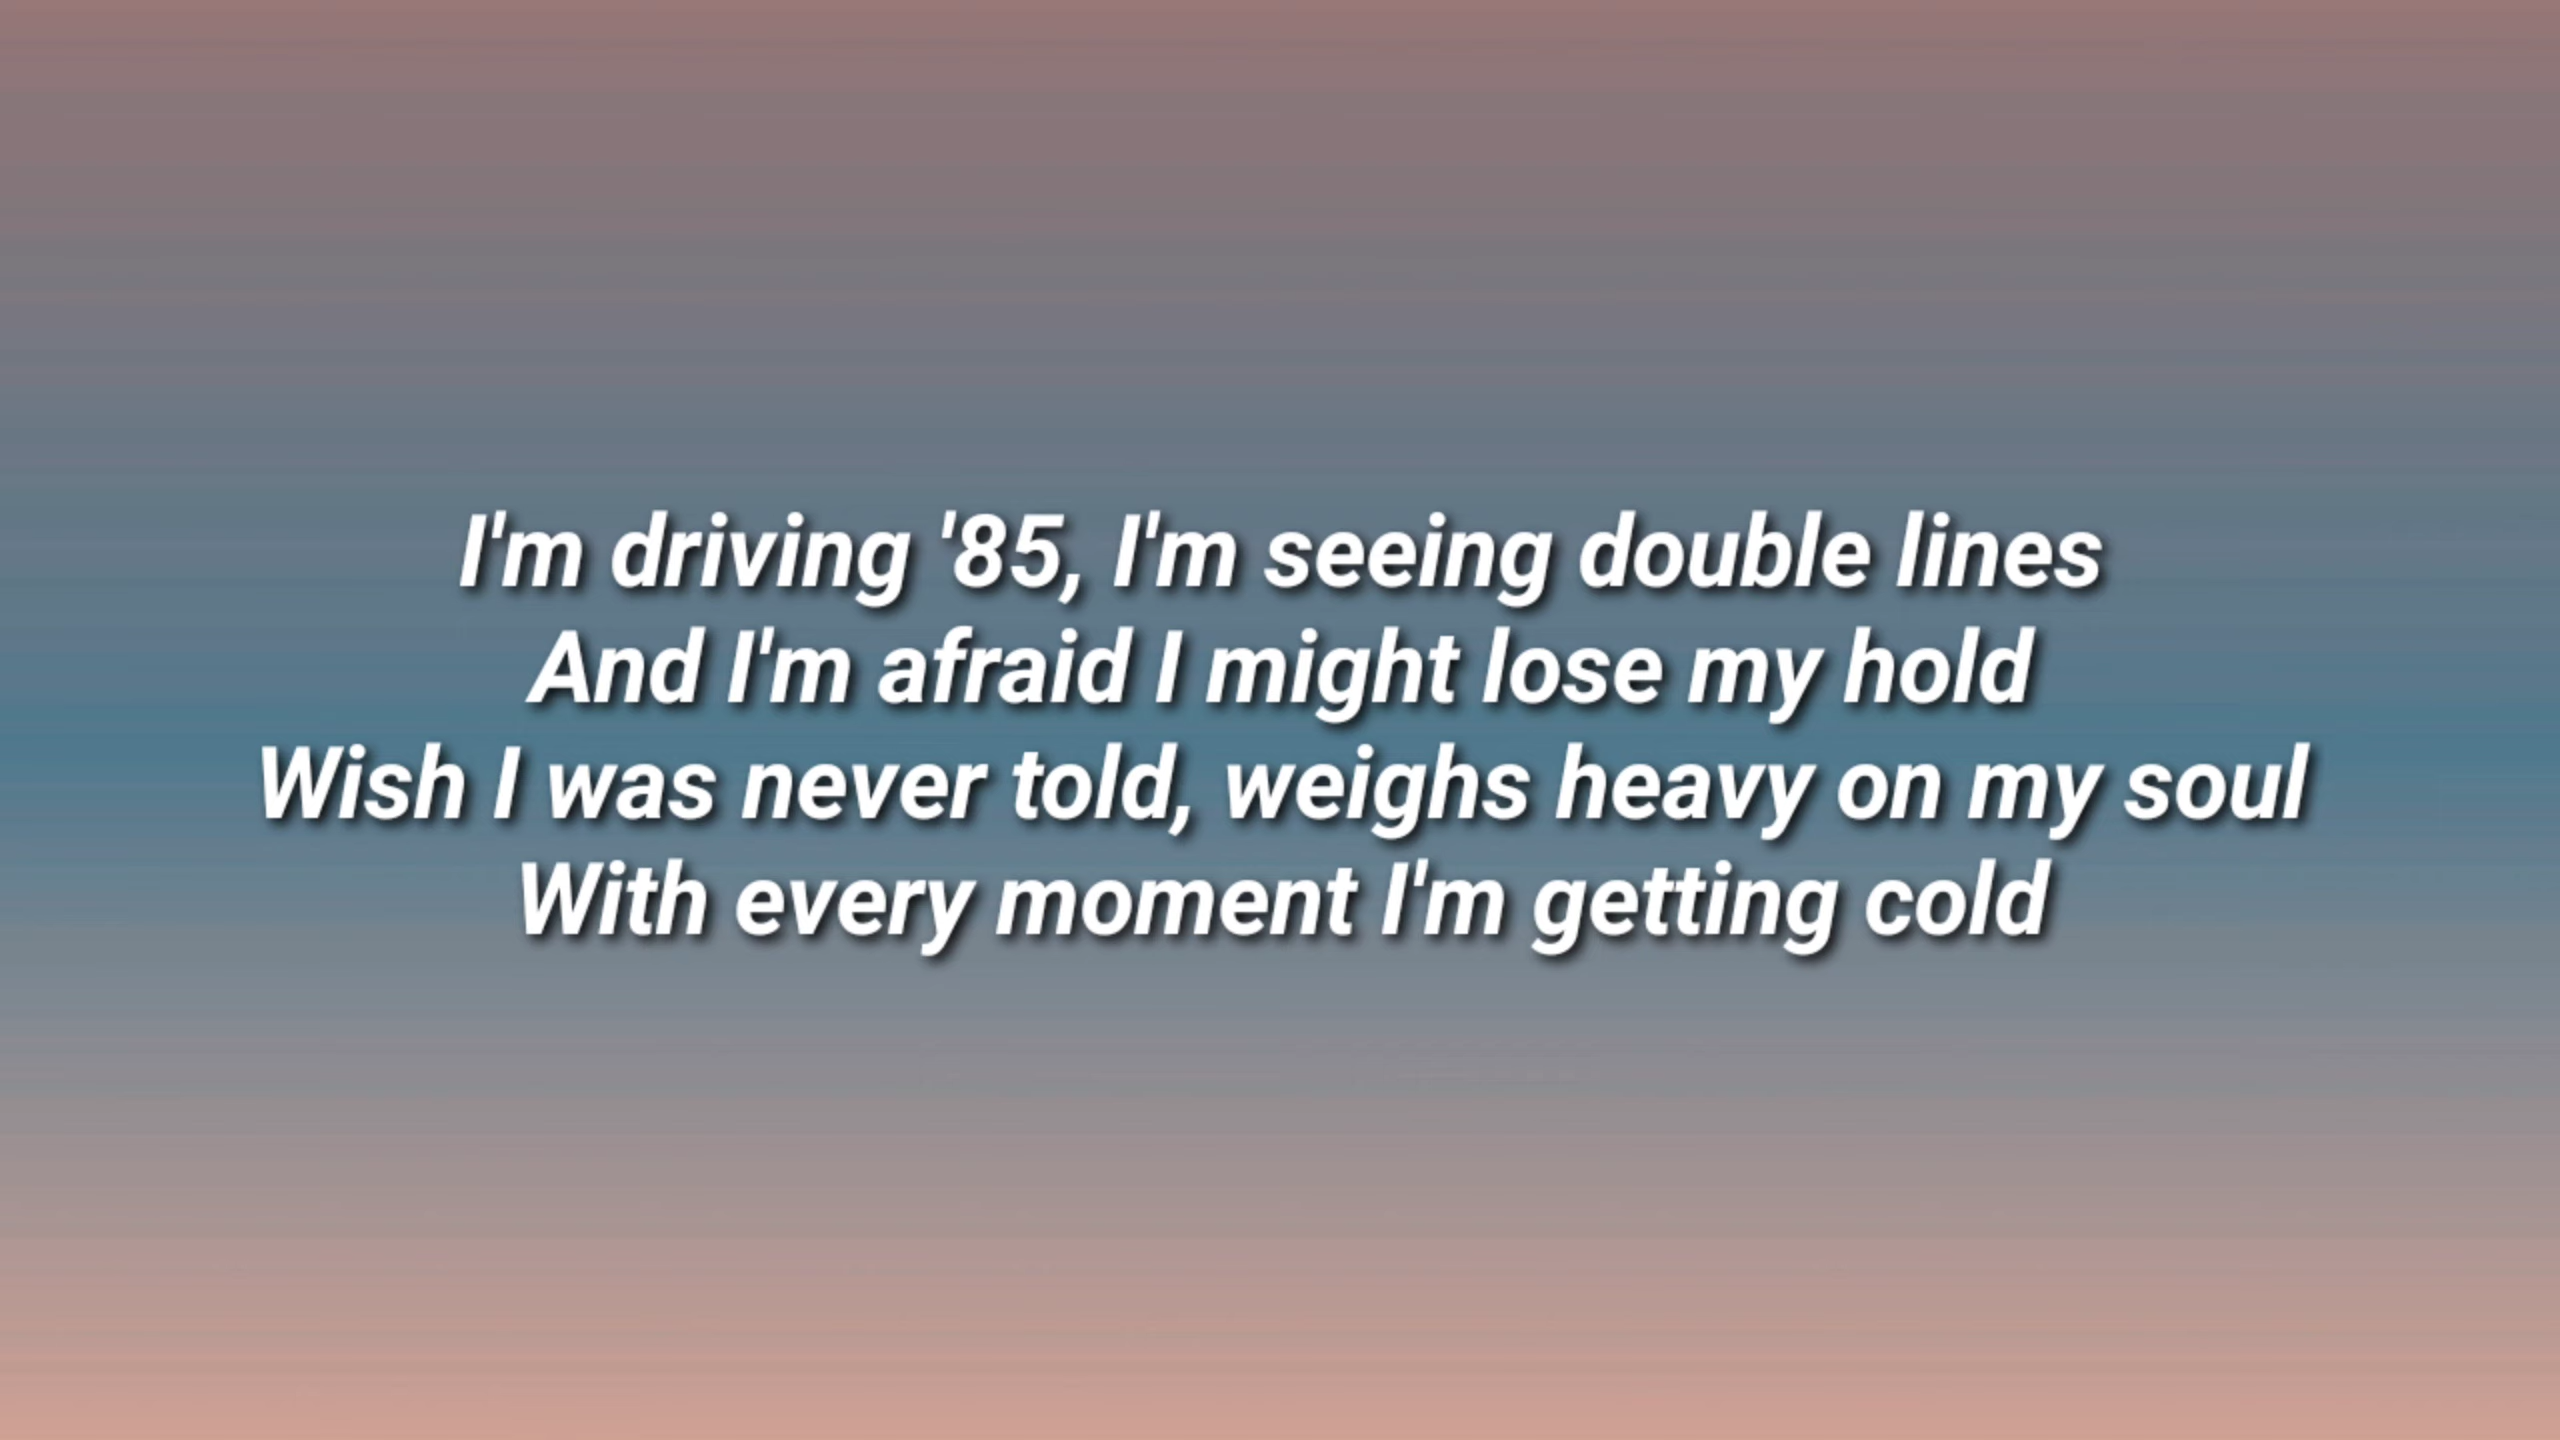 I'm driving '85, I'm seeing double lines
And I'm afraid I might lose my hold
Wish I was never told, weighs heavy on my soul
With every moment I'm getting cold